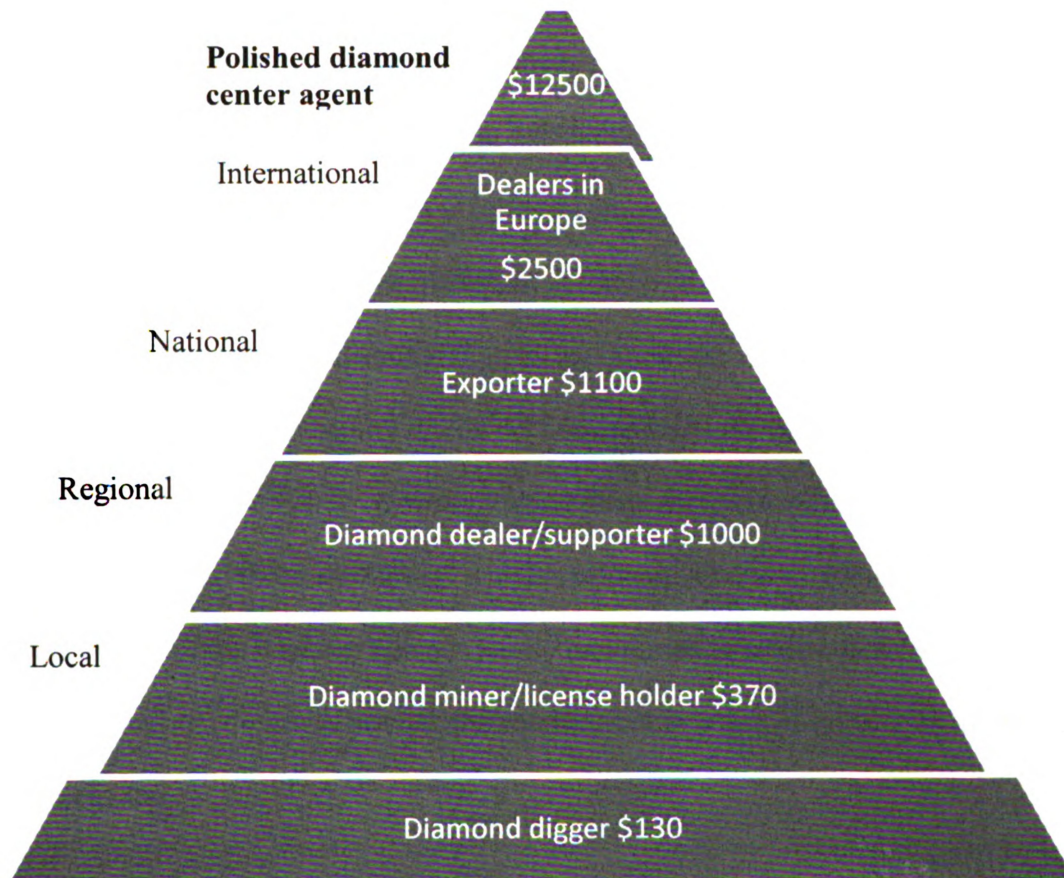 Polished diamond
center agent
$12500
International
Dealers in
Europe
$2500
National
Exporter $1100
Regional
Diamond dealer/supporter $1000
Local
Diamond miner/license holder $370
Diamond digger $130